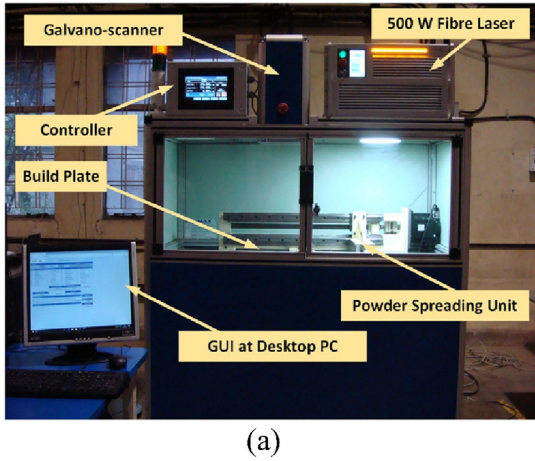 Galvano-scanner
500 W Fibre Laser
Controller
Build Plate
Powder Spreading Unit
GUI at Desktop PC
(a)